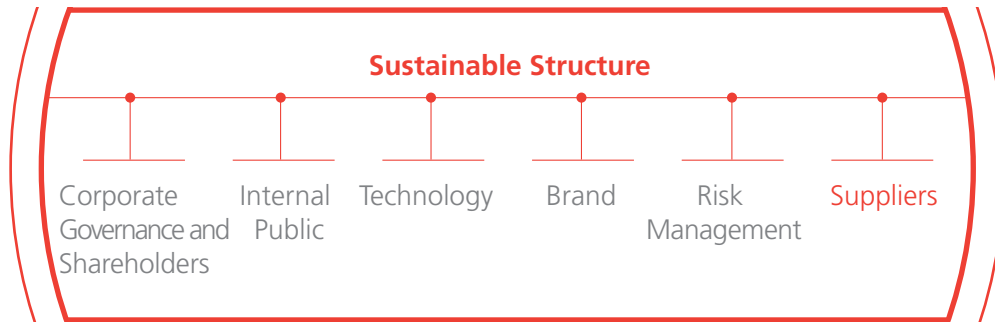 Sustainable Structure
Corporate
Governance and
Shareholders
Internal
Public
Technology
Brand
Risk
Management
Suppliers